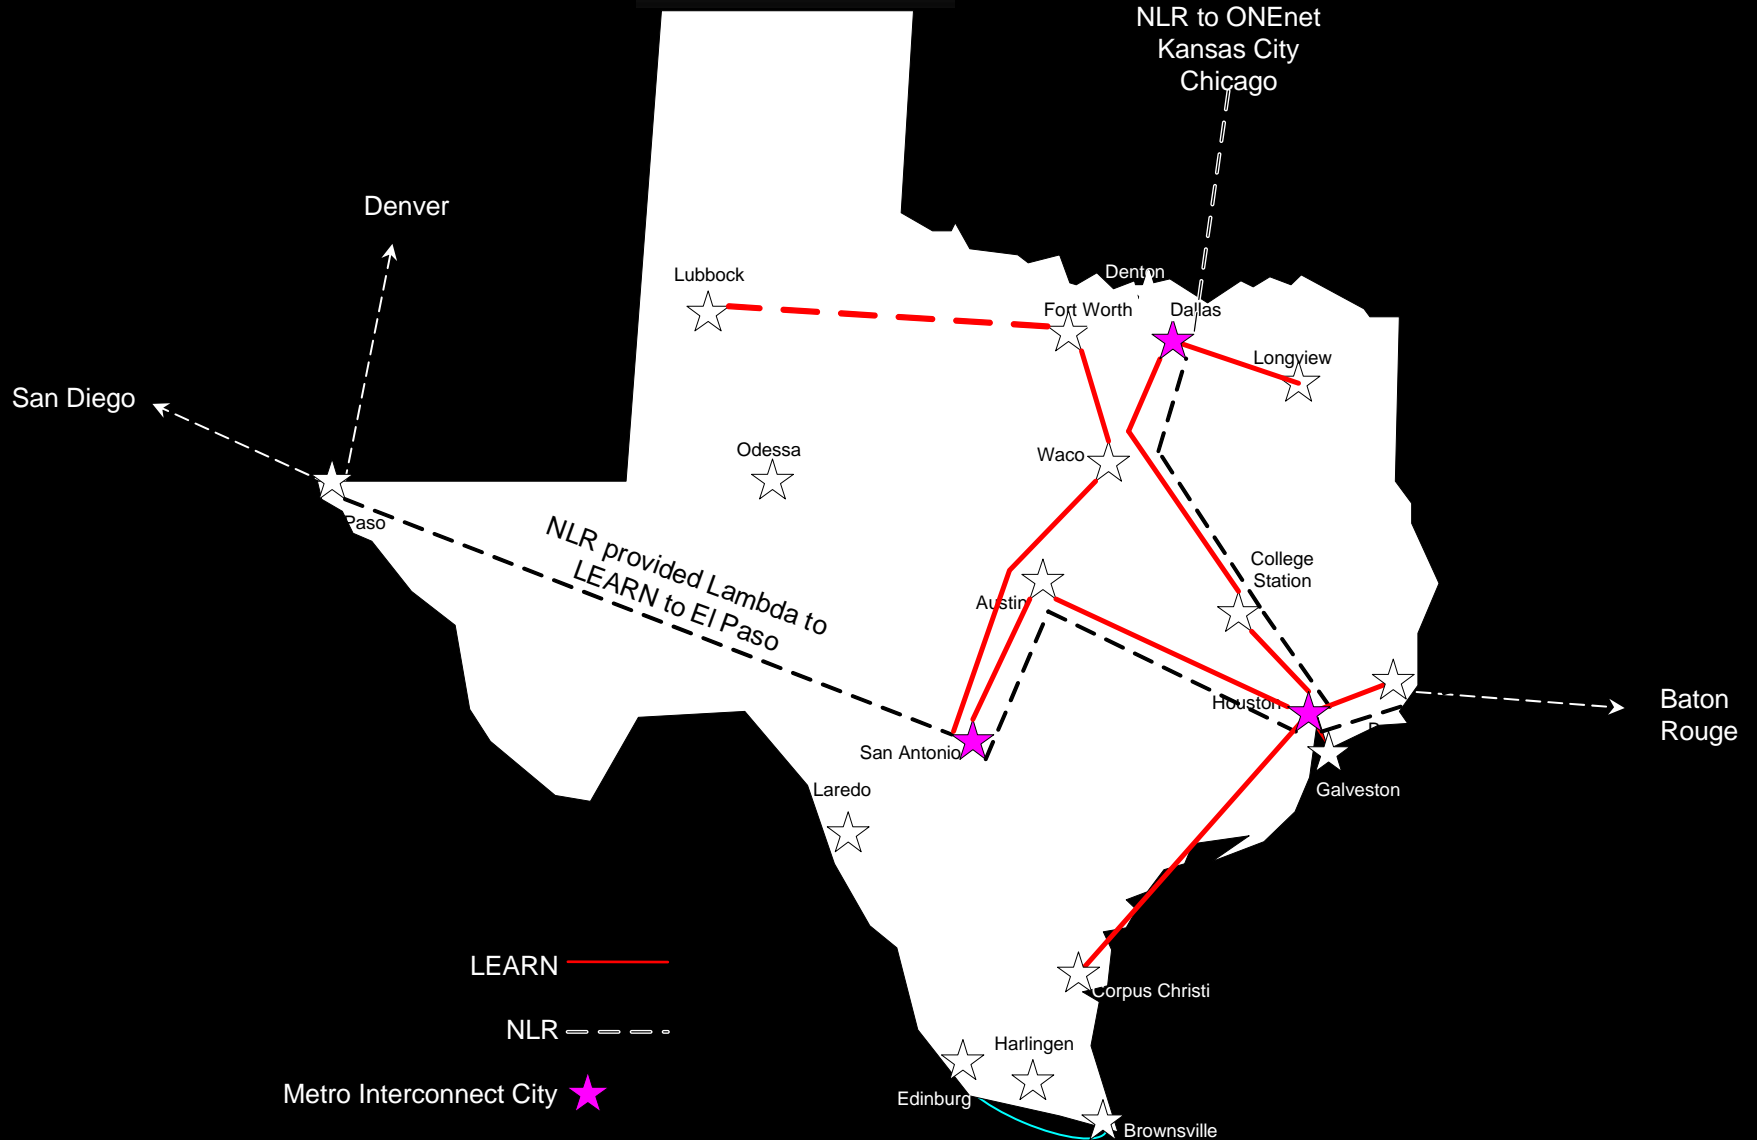 NLR to ONEnet
Kansas City
Chicago
Denver
Lubbock
Denton
Fort Worth
Dallas
Longview
San Diego
Odessa
Waco
Paso
NLR provided Lambda to
LEARN to El Paso
College
Station
Austin
Houston
Baton
Rouge
San Antonio
Laredo
Galveston
LEARN
Corpus Christi
NLR
Harlingen
Metro Interconnect City
Edinburg
Brownsville